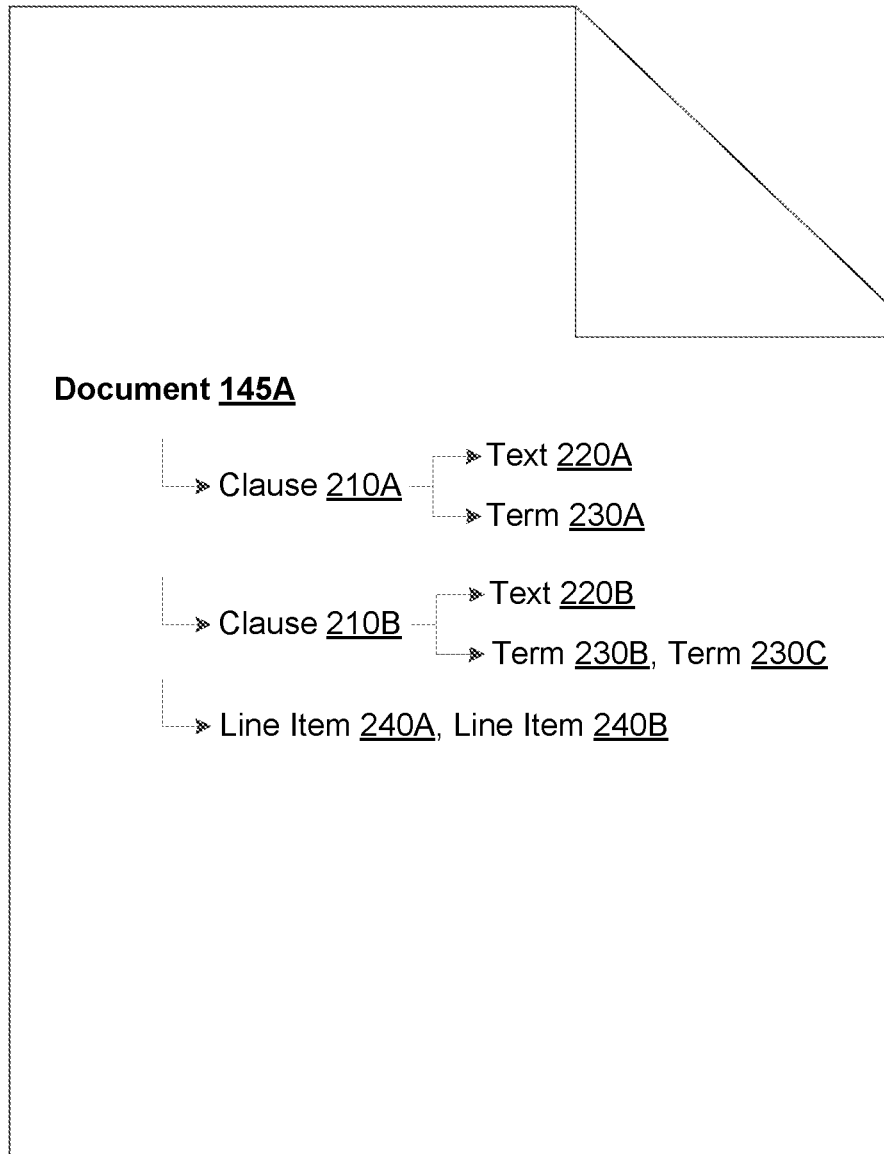 Document 145A
Text 220A
Clause 210A
Term 230A
Text 220B
Clause 210B
Term 230B, Term 230C
Line Item 240A, Line Item 240B